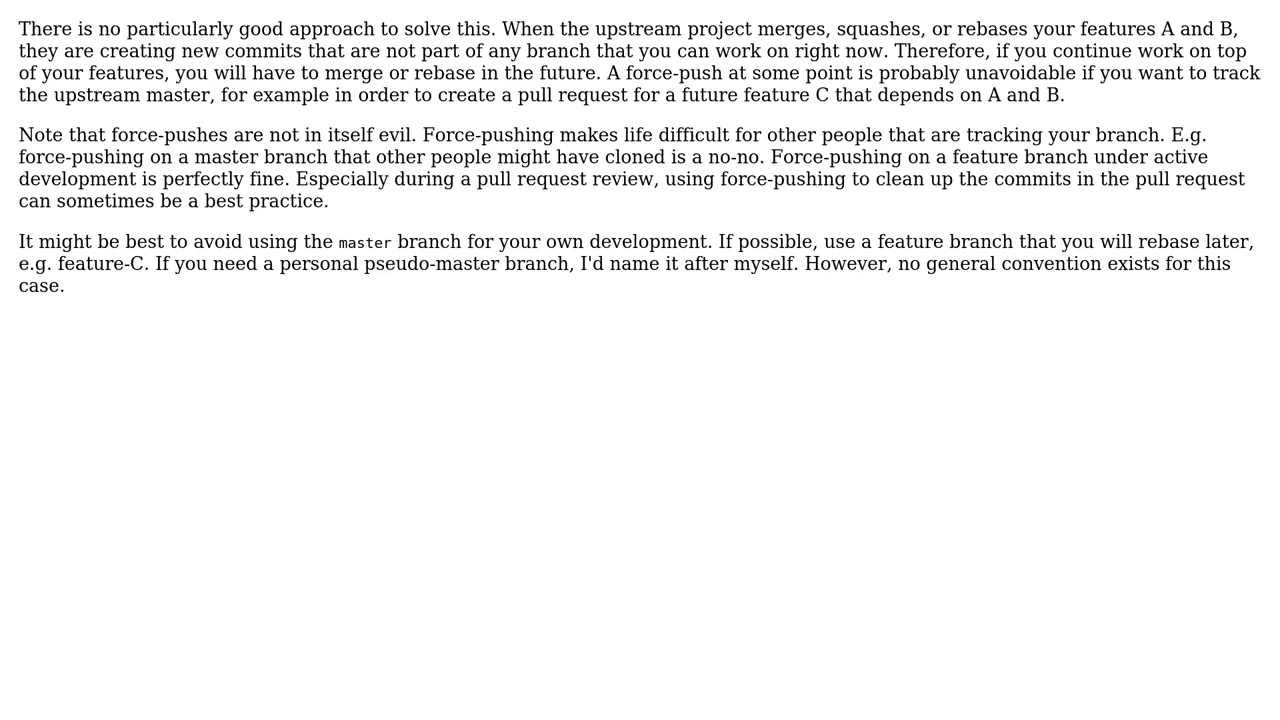 There is no particularly good approach to solve this. When the upstream project merges, squashes, or rebases your features A and B,
they are creating new commits that are not part of any branch that you can work on right now. Therefore, if you continue work on top
of your features, you will have to merge or rebase in the future. A force-push at some point is probably unavoidable if you want to track
the upstream master, for example in order to create a pull request for a future feature C that depends on A and B.
Note that force-pushes are not in itself evil. Force-pushing makes life difficult for other people that are tracking your branch. E.g.
force-pushing on a master branch that other people might have cloned is a no-no. Force-pushing on a feature branch under active
development is perfectly fine. Especially during a pull request review, using force-pushing to clean up the commits in the pull request
can sometimes be a best practice.
It might be best to avoid using the master branch for your own development. If possible, use a feature branch that you will rebase later,
e.g. feature-C. If you need a personal pseudo-master branch, I'd name it after myself. However, no general convention exists for this
case.